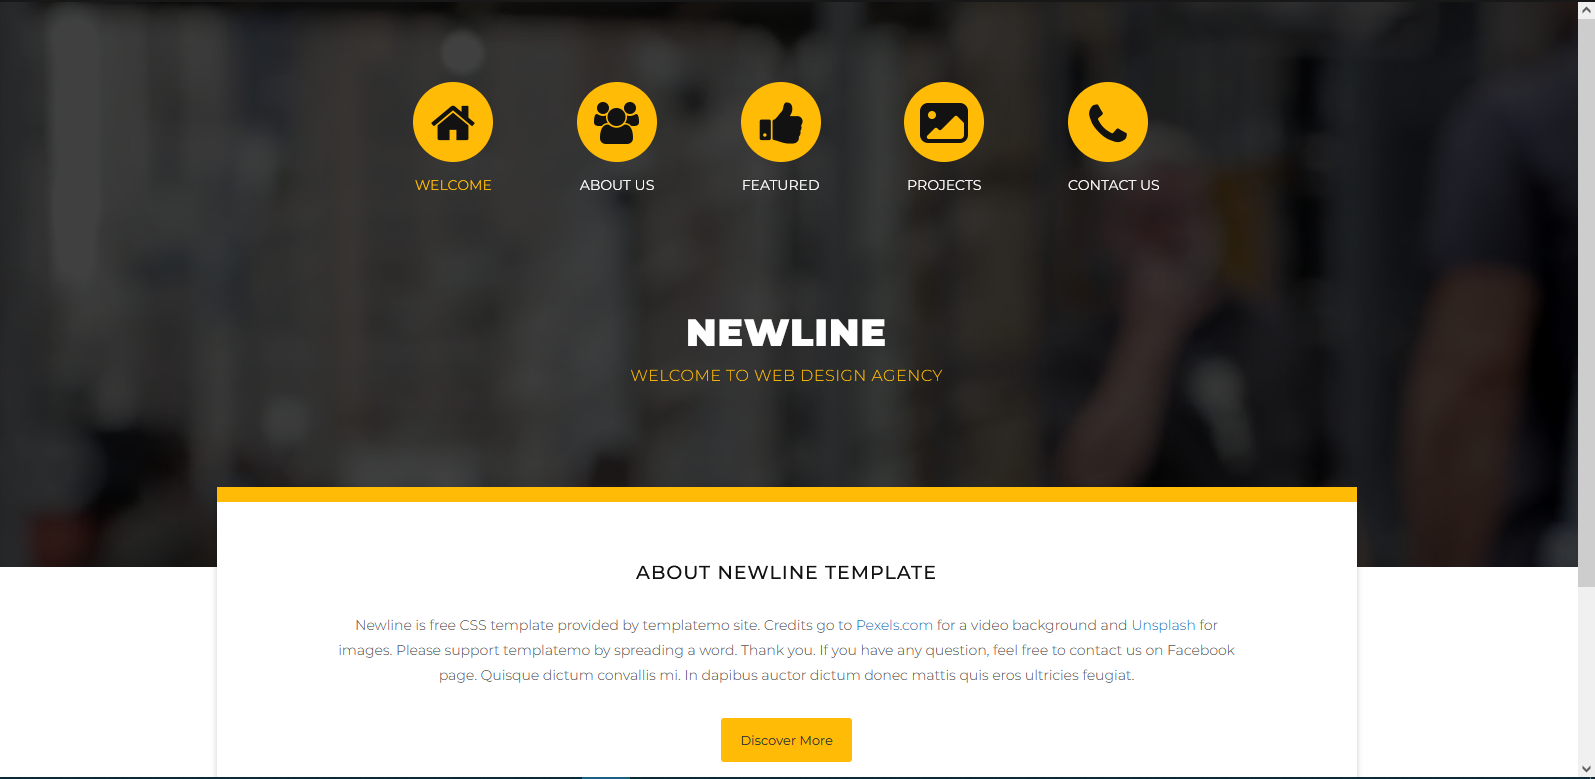 WELCOME
ABOUT US
FEATURED
PROJECTS
CONTACT US
NEWLINE
WELCOME TO WEB DESIGN AGENCY
ABOUT NEWLINE TEMPLATE
Newline is free CSS template provided by templatemo site. Credits go to Pexels.com for a video background and Unsplash for
images. Please support templatemo by spreading a word. Thank you. If you have any question, feel free to contact us on Facebook
page. Quisque dictum convallis mi. In dapibus auctor dictum donec mattis quis eros ultricies feugiat.
Discover More